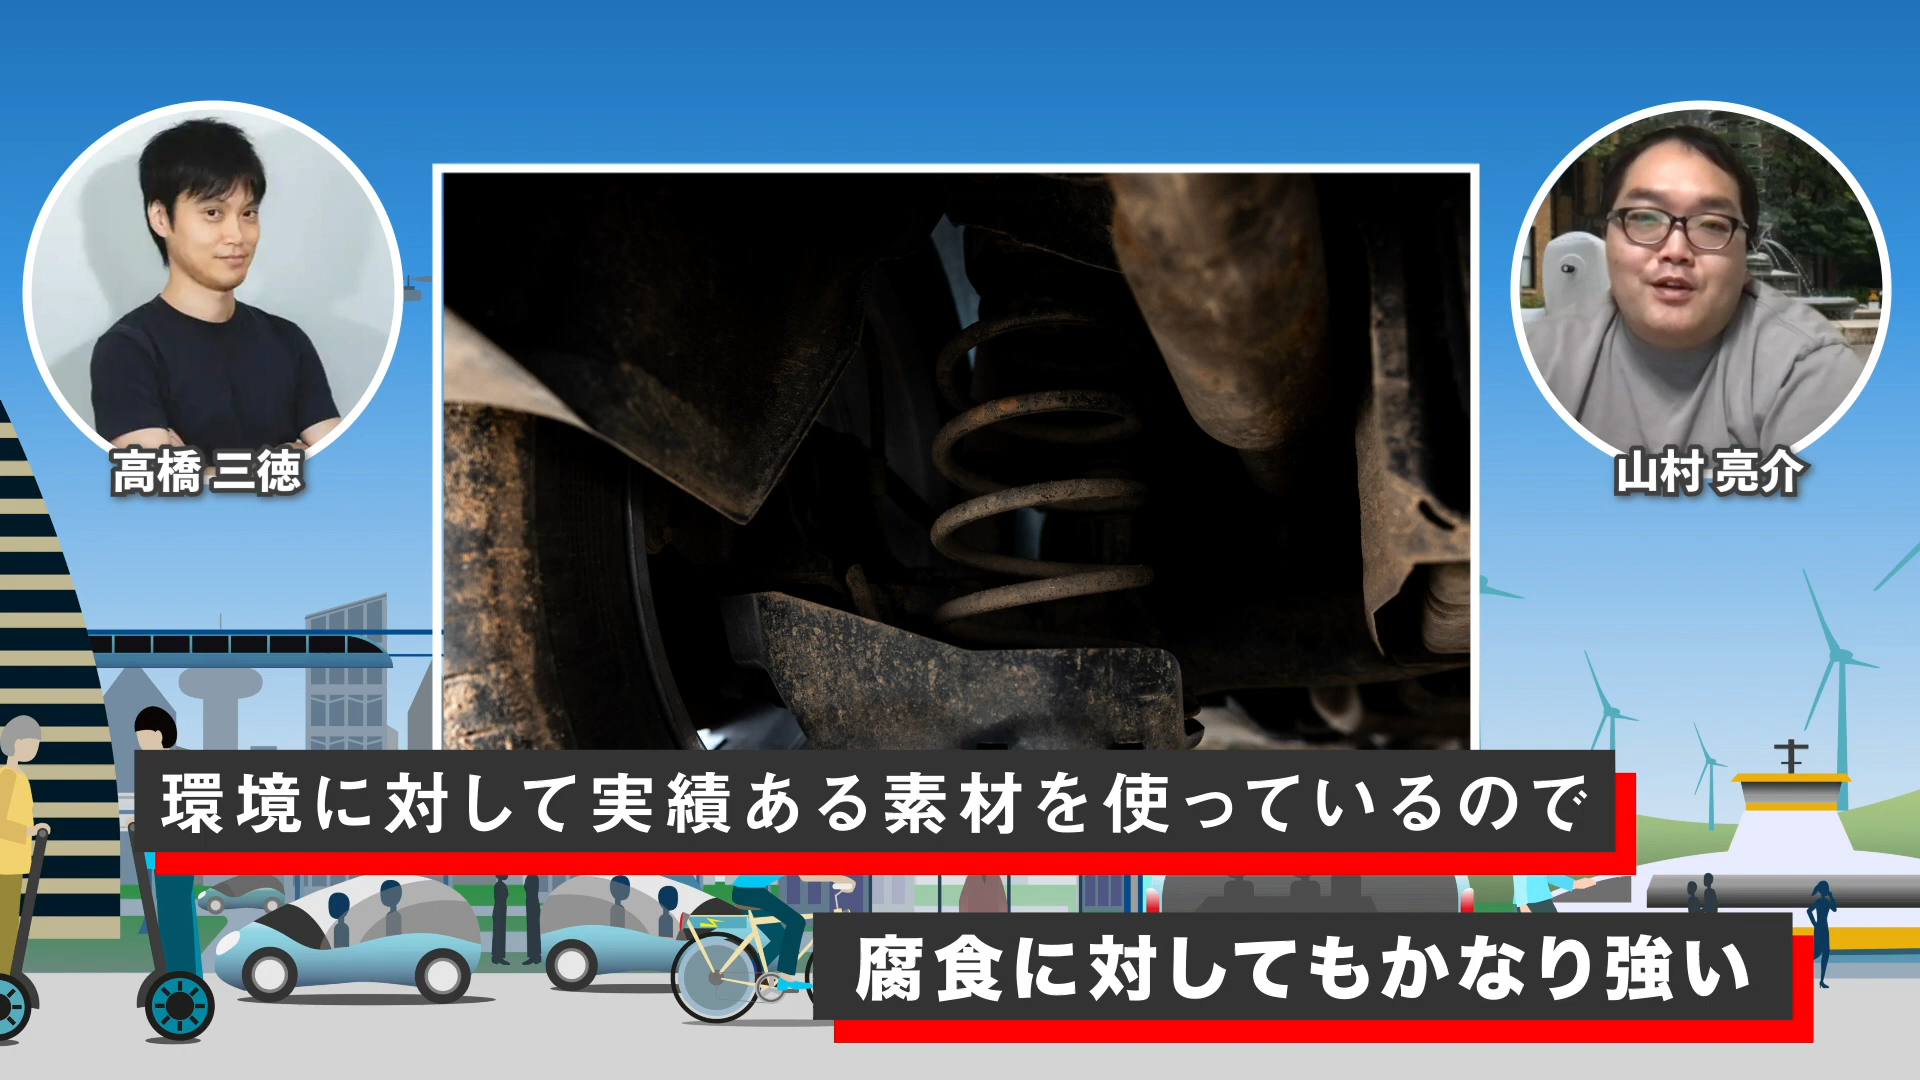 高橋 三徳
山村 亮介
環境に対して実績ある素材を使っているので
腐食に対してもかなり強い